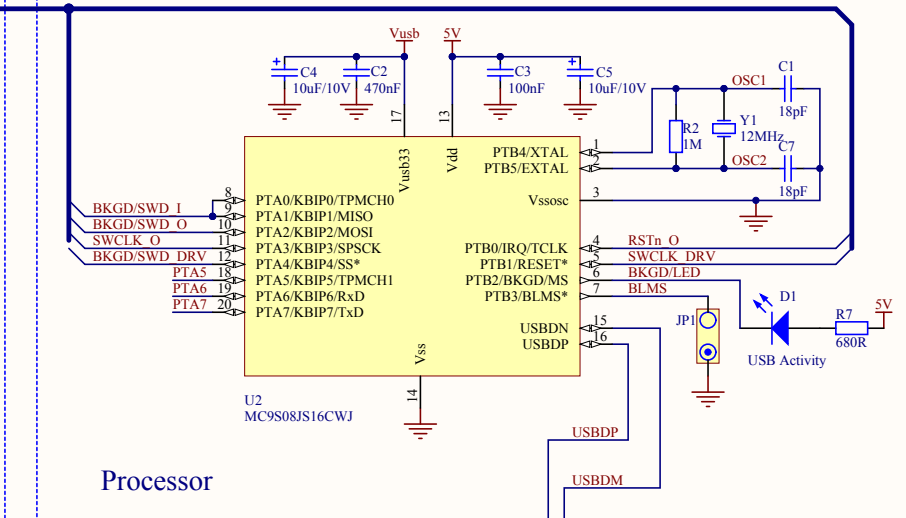 Vusb
5V
C4
10uF/10V
C2
470nF
C3
100nF
C5
10uF/10V
OSC1
C1
18pF
R2
1M
Y1
12MHz
OSC2
C7
18pF
17
13
Vusb33
Vdd
PTB4/XTAL
1
PTB5/EXTAL
2
Vssosc
3
8
PTA0/KBIP0/TPMCH0
BKGD/SWD_I
9
PTA1/KBIP1/MISO
BKGD/SWD_O
10
PTA2/KBIP2/MOSI
SWCLK_O
11
PTA3/KBIP3/SPSCK
BKGD/SWD_DRV
12
PTA4/KBIP4/SS*
PTA5
18
PTA5/KBIP5/TPMCH1
PTA6
19
PTA6/KBIP6/RxD
PTA7
20
PTA7/KBIP7/TxD
PTB0/IRQ/TCLK
4
RSTn_O
PTB1/RESET*
5
SWCLK_DRV
PTB2/BKGD/MS
6
BKGD/LED
PTB3/BLMS*
7
BLMS
USBDN
15
USBDP
16
JP1
D1
USB Activity
R7
680R
5V
Vss
14
U2
MC9S08JS16CWJ
USBDP
USBDM
Processor